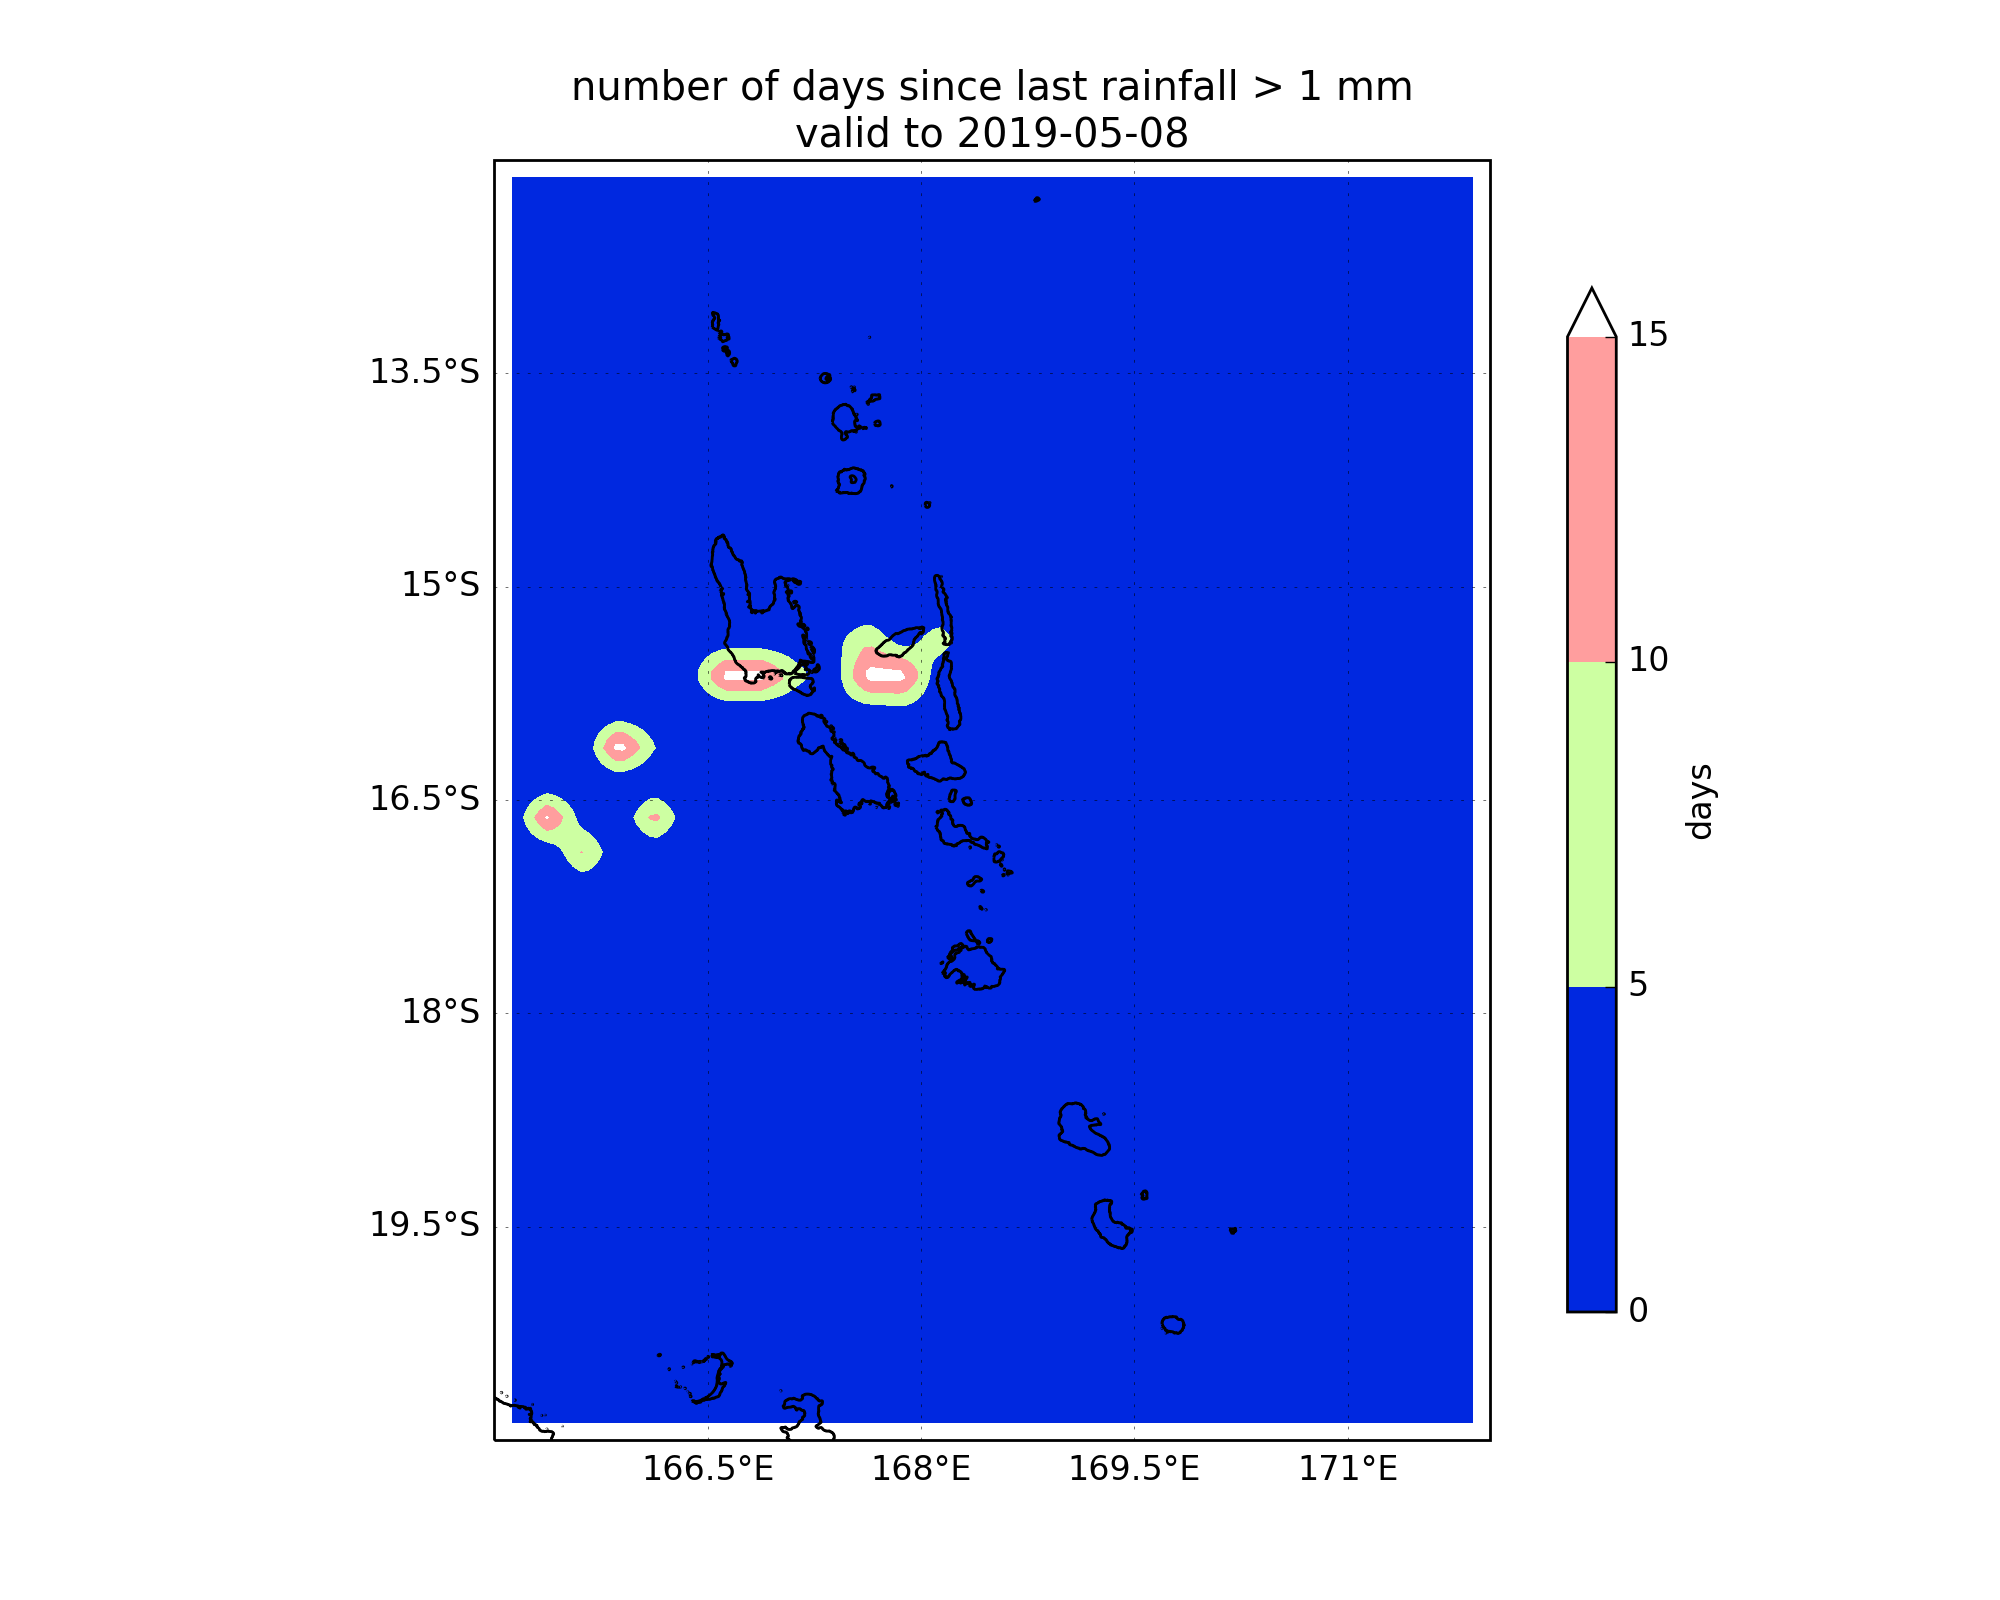 number of days since last rainfall > 1 mm
valid to 2019-05-08
13.5°S
15°S
16.5°S
18°S
19.5°S
166.5°E
168°E
169.5°E
171°E
15
10
5
0
days